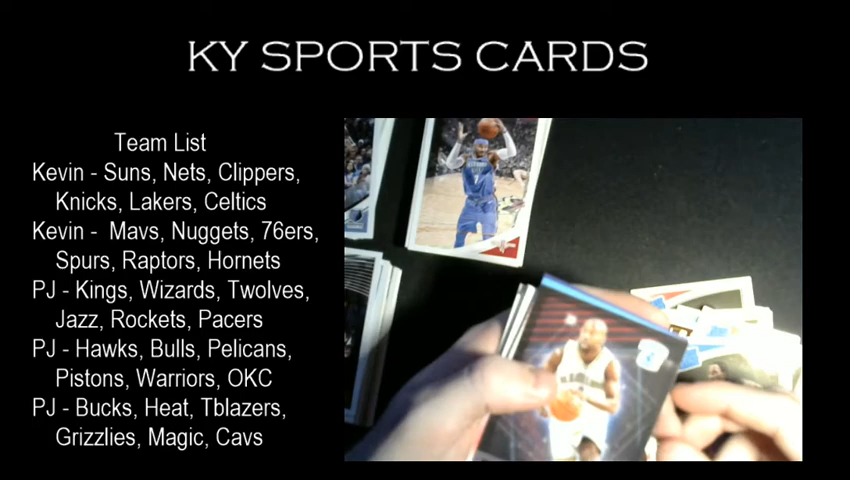 KY SPORTS CARDS
Team List
Kevin - Suns, Nets, Clippers,
Knicks, Lakers, Celtics
Kevin - Mavs, Nuggets, 76ers,
Spurs, Raptors, Hornets
PJ - Kings, Wizards, Twolves,
Jazz, Rockets, Pacers
PJ - Hawks, Bulls, Pelicans,
Pistons, Warriors, OKC
PJ - Bucks, Heat, Tblazers,
Grizzlies, Magic, Cavs